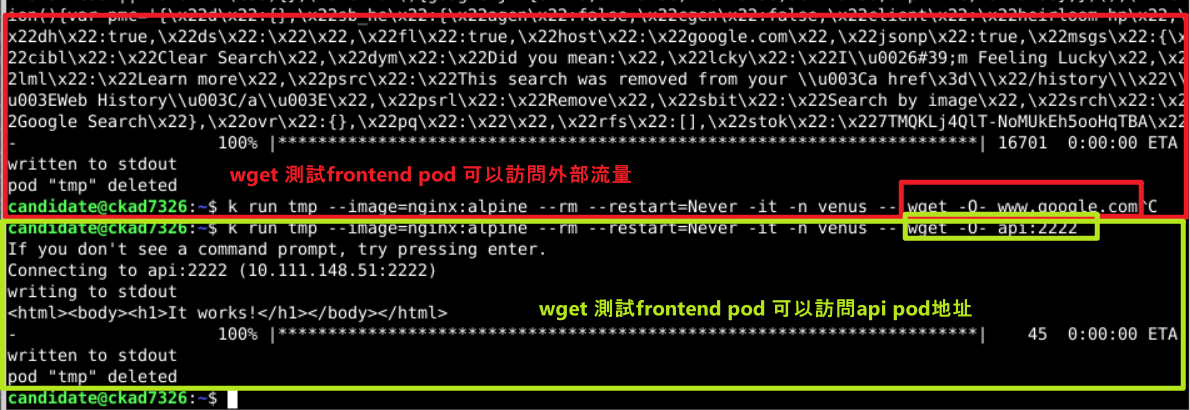 ion(){var pmc='{\x22d\x22:{},\x22sb_he\x22:{\x22agen\x22:false,\x22cgen\x22:false,\x22client\x22:\x22heirloom-hp\x22,
x22dh\x22:true,\x22ds\x22:\x22\x22,\x22fl\x22:true,\x22host\x22:\x22google.com\x22,\x22jsonp\x22:true,\x22msgs\x22:{\x
22cibl\x22:\x22Clear Search\x22,\x22dym\x22:\x22Did you mean:\x22,\x22lcky\x22:\x22I\\u0026#39;m Feeling Lucky\x22,\x2
2lml\x22:\x22Learn more\x22,\x22psrc\x22:\x22This search was removed from your \\u003Ca href\x3d\\\x22/history\\\x22\\
u003EWeb History\\u003C/a\\u003E\x22,\x22psrl\x22:\x22Remove\x22,\x22sbit\x22:\x22Search by image\x22,\x22srch\x22:\x2
2Google Search\x22},\x22ovr\x22:{},\x22pq\x22:\x22\x22,\x22rfs\x22:[],\x22stok\x22:\x227TMQKLj4QlT-NoMUkEh5ooHqTBA\x22
- 100% |**********************************************************************| 16701 0:00:00 ETA
written to stdout
wget 測試frontend pod 可以訪問外部流量
pod "tmp" deleted
candidate@ckad7326:~$ k run tmp --image=nginx:alpine --rm --restart=Never -it -n venus -- wget -O- www.google.com^C
candidate@ckad7326:~$ k run tmp --image=nginx:alpine --rm --restart=Never -it -n venus -- wget -O- api:2222
If you don't see a command prompt, try pressing enter.
Connecting to api:2222 (10.111.148.51:2222)
writing to stdout
<html><body><h1>It works!</h1></body></html>
wget 測試frontend pod 可以訪問api pod地址
- 100% |**********************************************************************| 45 0:00:00 ETA
written to stdout
pod "tmp" deleted
candidate@ckad7326:~$